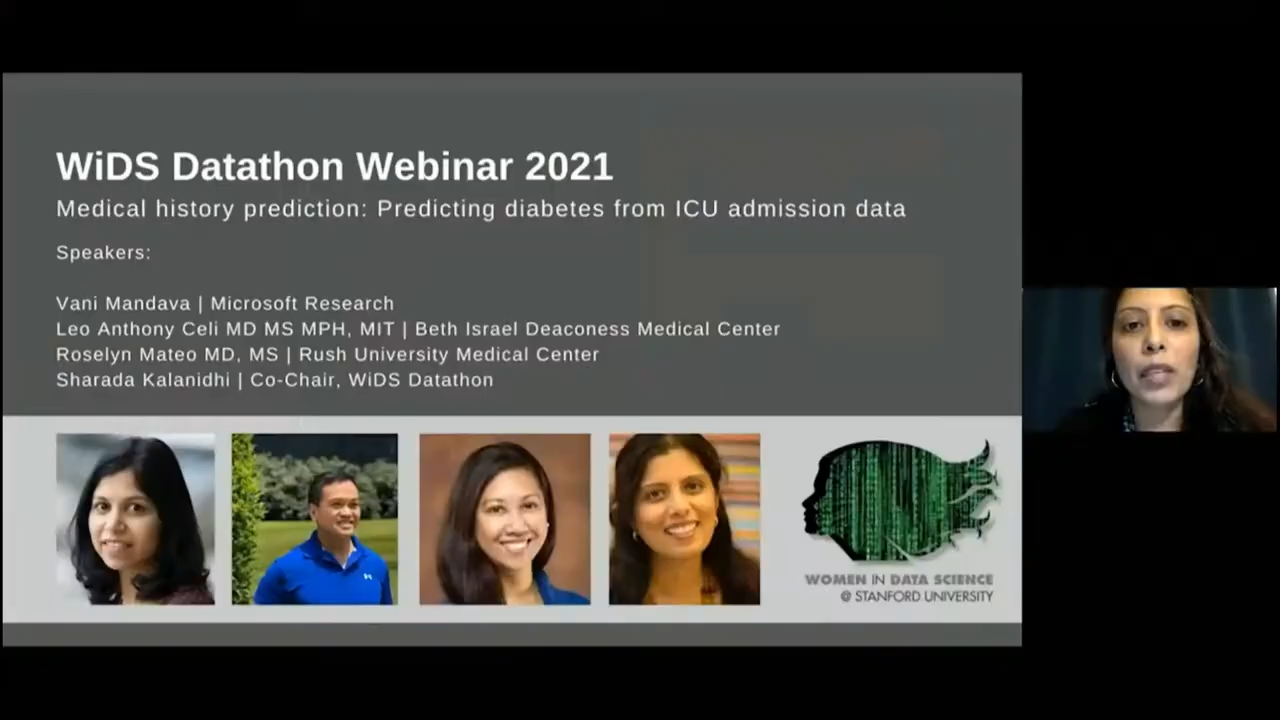 WiDS Datathon Webinar 2021
Medical history prediction: Predicting diabetes from ICU admission data
Speakers:
Vani Mandava | Microsoft Research
Leo Anthony Celi MD MS MPH, MIT | Beth Israel Deaconess Medical Center
Roselyn Mateo MD, MS | Rush University Medical Center
Sharada Kalanidhi | Co-Chair, WiDS Datathon
WOMEN IN DATA SCIENCE
@ STANFORD UNIVERSITY